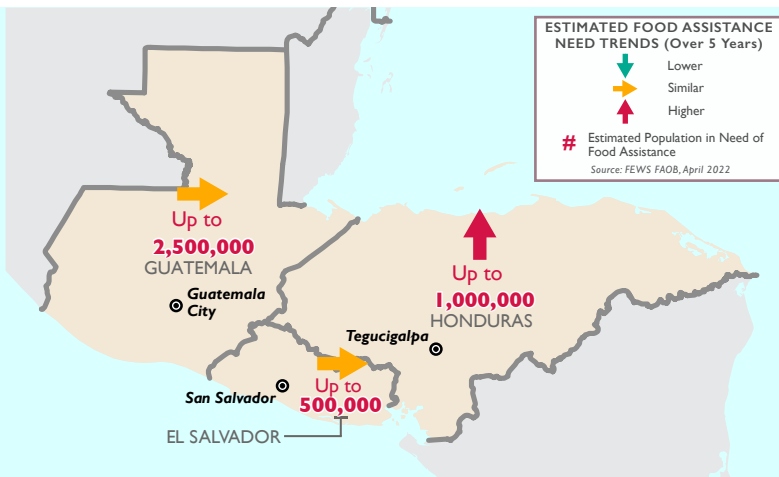 ESTIMATED FOOD ASSISTANCE
NEED TRENDS (Over 5 Years)
Lower
Similar
Higher
# Estimated Population in Need of
Food Assistance
Source: FEWS FAOB, April 2022
Up to
2,500,000
GUATEMALA
Guatemala
City
Up to
1,000,000
HONDURAS
Tegucigalpa
San Salvador
Up to
500,000
EL SALVADOR